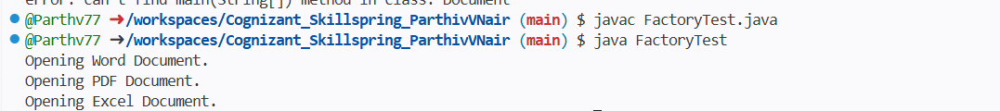 error: can't find main(String[]) method in class: Document
@Parthv77 ➜/workspaces/Cognizant_Skillspring_ParthivVNair (main) $ javac FactoryTest.java
@Parthv77 ➜/workspaces/Cognizant_Skillspring_ParthivVNair (main) $ java FactoryTest
Opening Word Document.
Opening PDF Document.
Opening Excel Document.